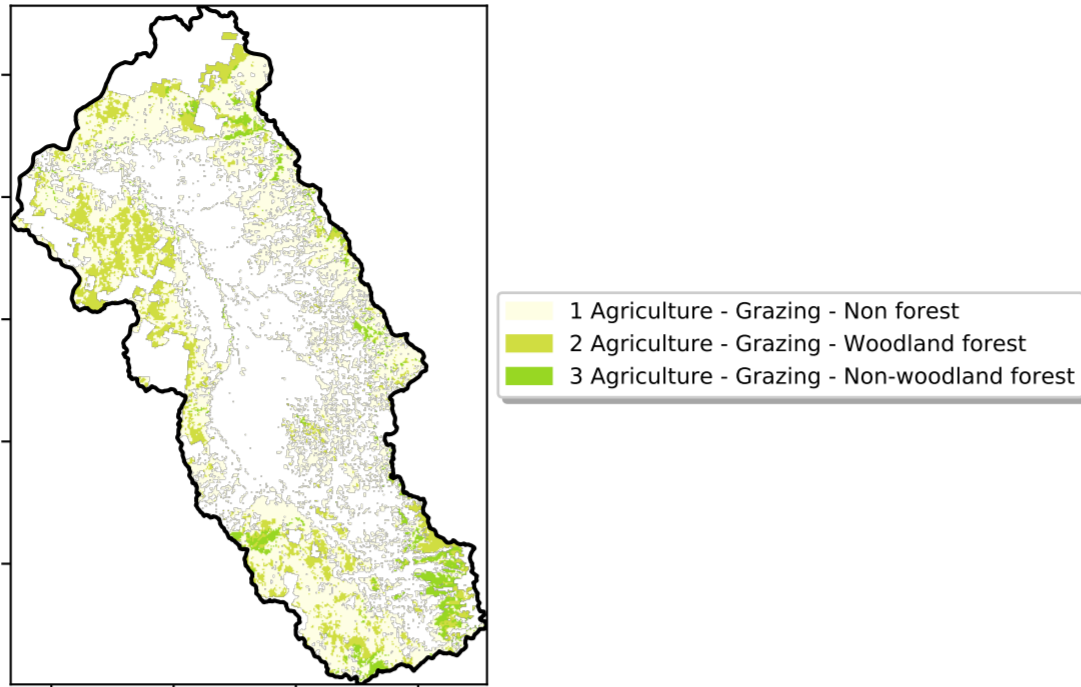 1 Agriculture - Grazing - Non forest
2 Agriculture - Grazing - Woodland forest
3 Agriculture - Grazing - Non-woodland forest